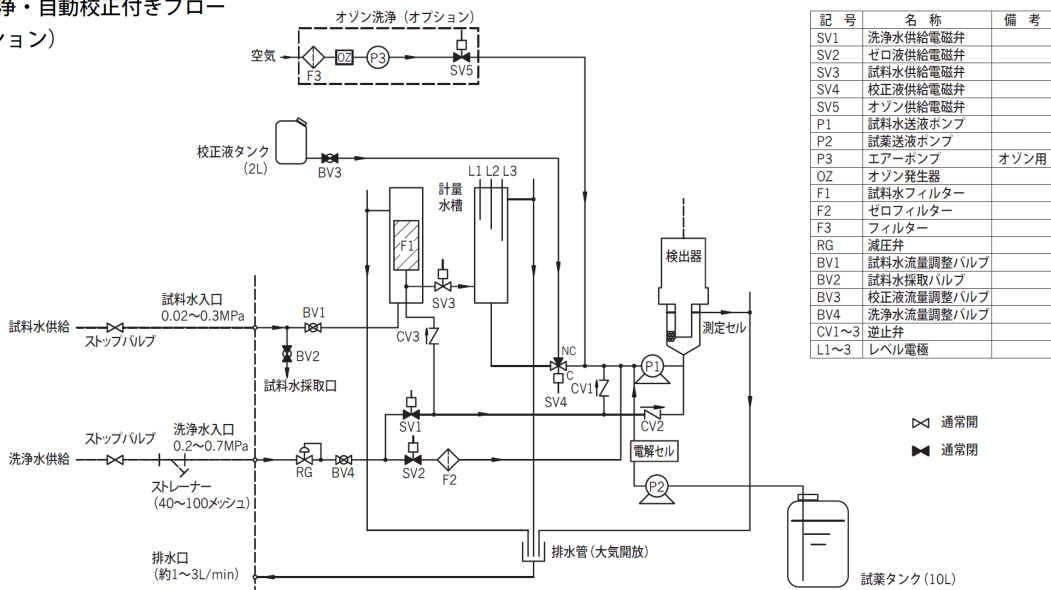 浄・自動校正付きフロー
ション）
オゾン洗浄（オプション）
空気
F3
OZ
P3
SV5
校正液タンク
(2L)
BV3
計量
水槽
L1 L2 L3
F1
SV3
検出器
測定セル
試料水入口
0.02〜0.3MPa
試料水供給
ストップバルブ
BV1
BV2
試料水採取口
CV3
NC
C
SV4
CV1
P1
CV2
SV1
ストップバルブ
洗浄水入口
0.2〜0.7MPa
洗浄水供給
ストレーナー
(40〜100メッシュ)
RG
BV4
SV2
F2
電解セル
P2
排水口
(約1〜3L/min)
排水管(大気開放)
試薬タンク(10L)
記 号 名 称 備 考
SV1 洗浄水供給電磁弁
SV2 ゼロ液供給電磁弁
SV3 試料水供給電磁弁
SV4 校正液供給電磁弁
SV5 オゾン供給電磁弁
P1 試料水送液ポンプ
P2 試薬送液ポンプ
P3 エアーポンプ オゾン用
OZ オゾン発生器
F1 試料水フィルター
F2 ゼロフィルター
F3 フィルター
RG 減圧弁
BV1 試料水流量調整バルブ
BV2 試料水採取バルブ
BV3 校正液流量調整バルブ
BV4 洗浄水流量調整バルブ
CV1〜3 逆止弁
L1〜3 レベル電極
通常開
通常閉